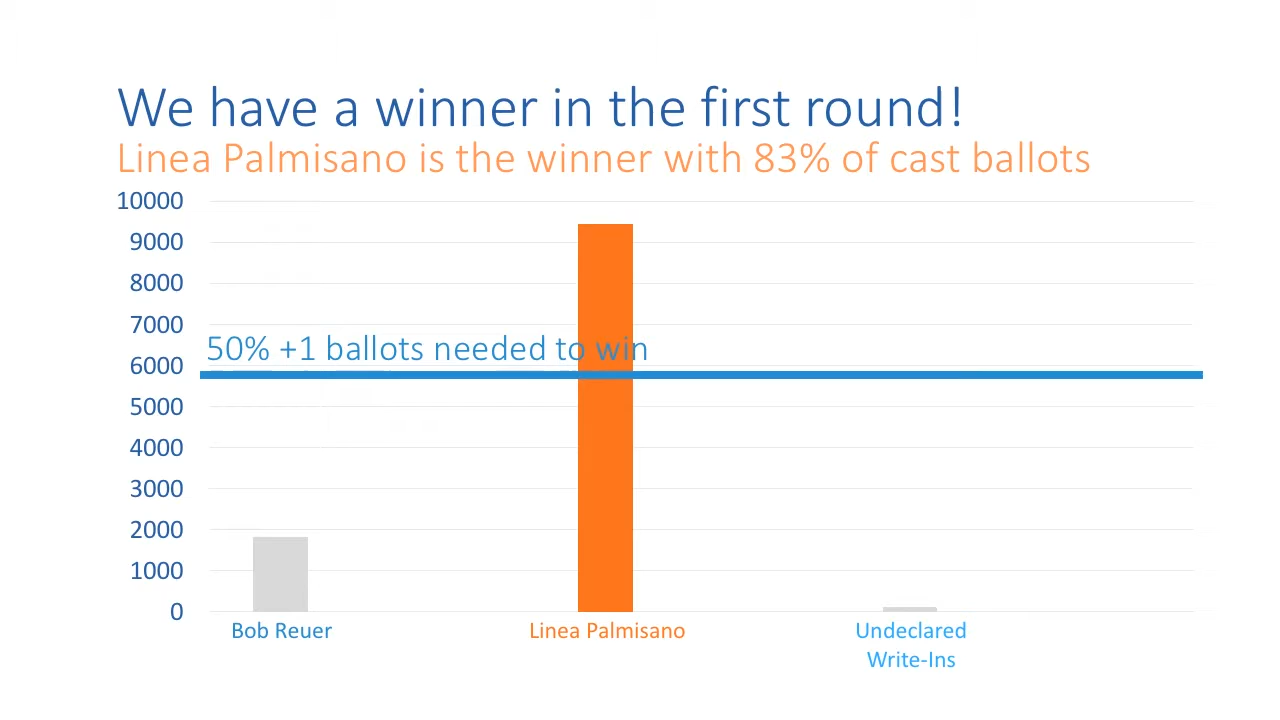 We have a winner in the first round!
Linea Palmisano is the winner with 83% of cast ballots
10000
9000
8000
7000
50% +1 ballots needed to win
6000
5000
4000
3000
2000
1000
0
Bob Reuer
Linea Palmisano
Undeclared
Write-Ins